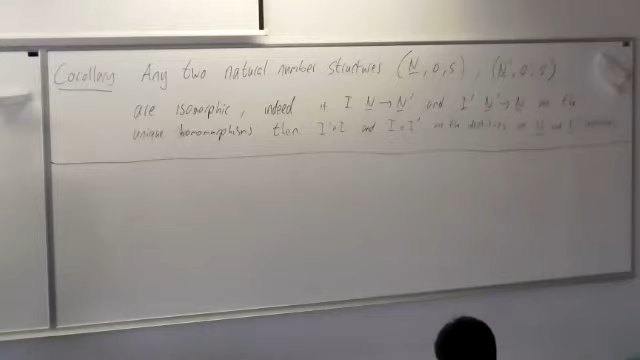 Corollary Any two natural number structures (N, 0, s), (N', 0', s')
are isomorphic, indeed if I N → N' and I' N' → N are the
unique homomorphisms then I'∘I and I∘I' are the identities on N and N'